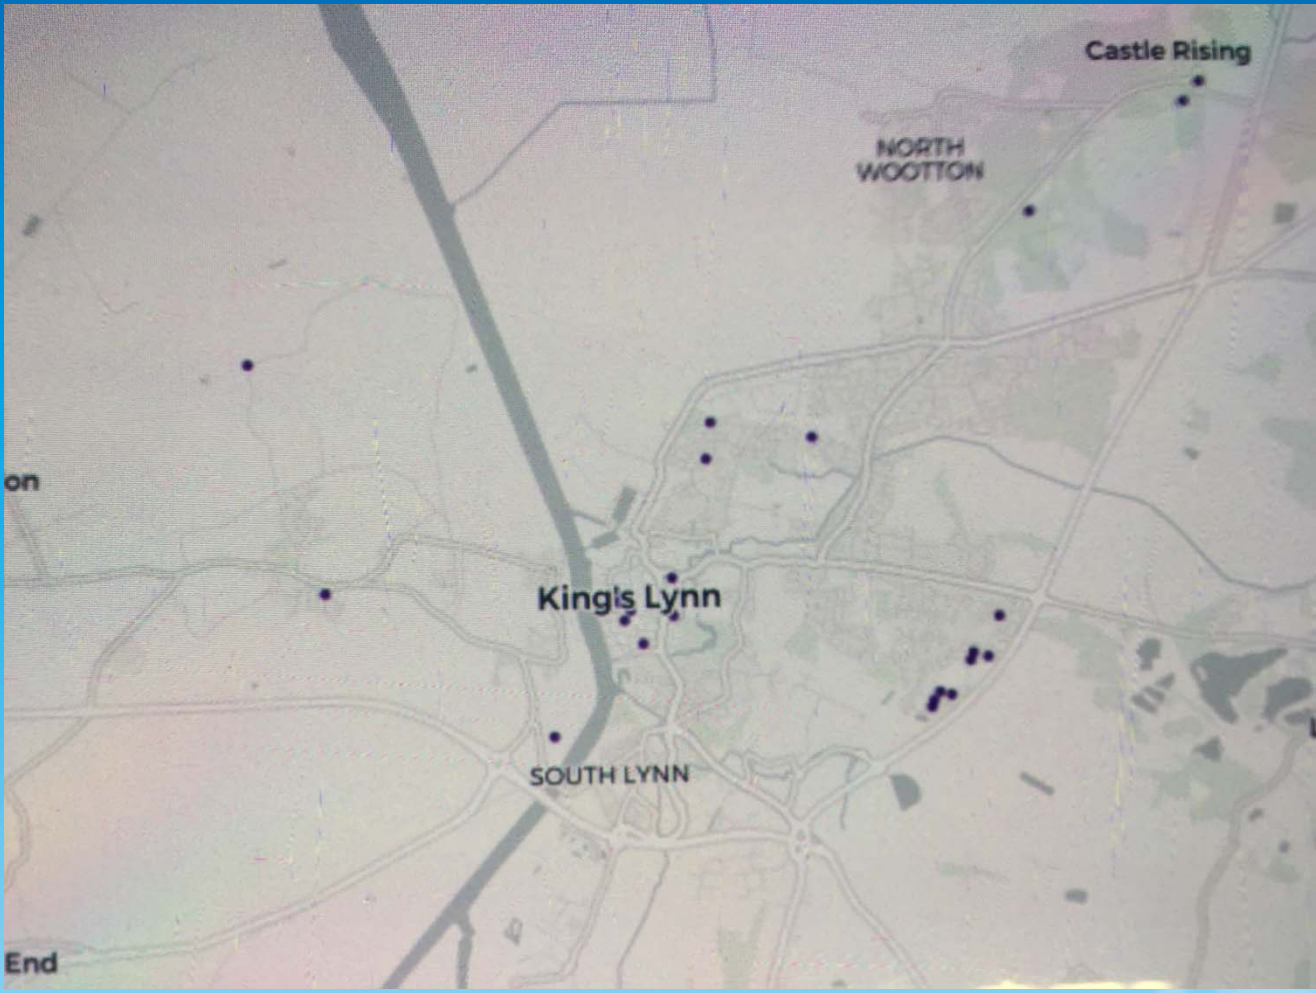 Castle Rising
NORTH
WOOTTON
on
King's Lynn
SOUTH LYNN
End